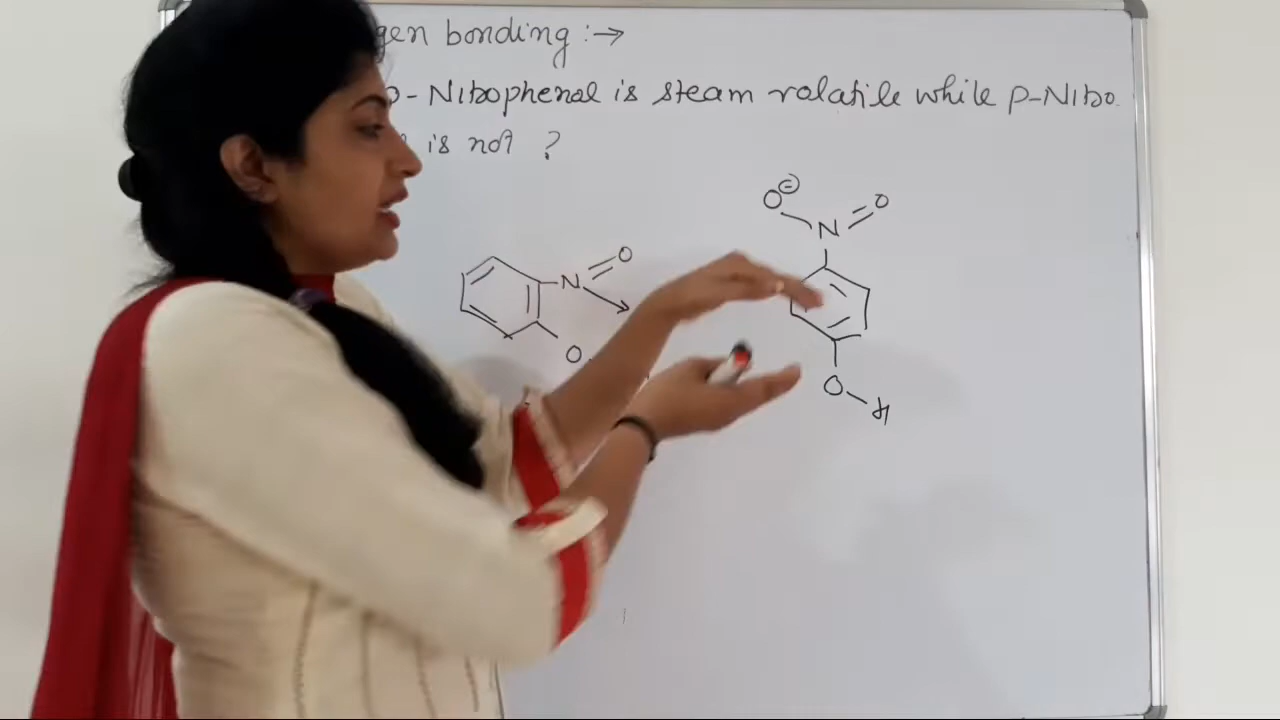 gen bonding :→
o- Nitrophenol is steam volatile while p-Nitro
is not ?
O⊖
O
N
O
N
O
O
H